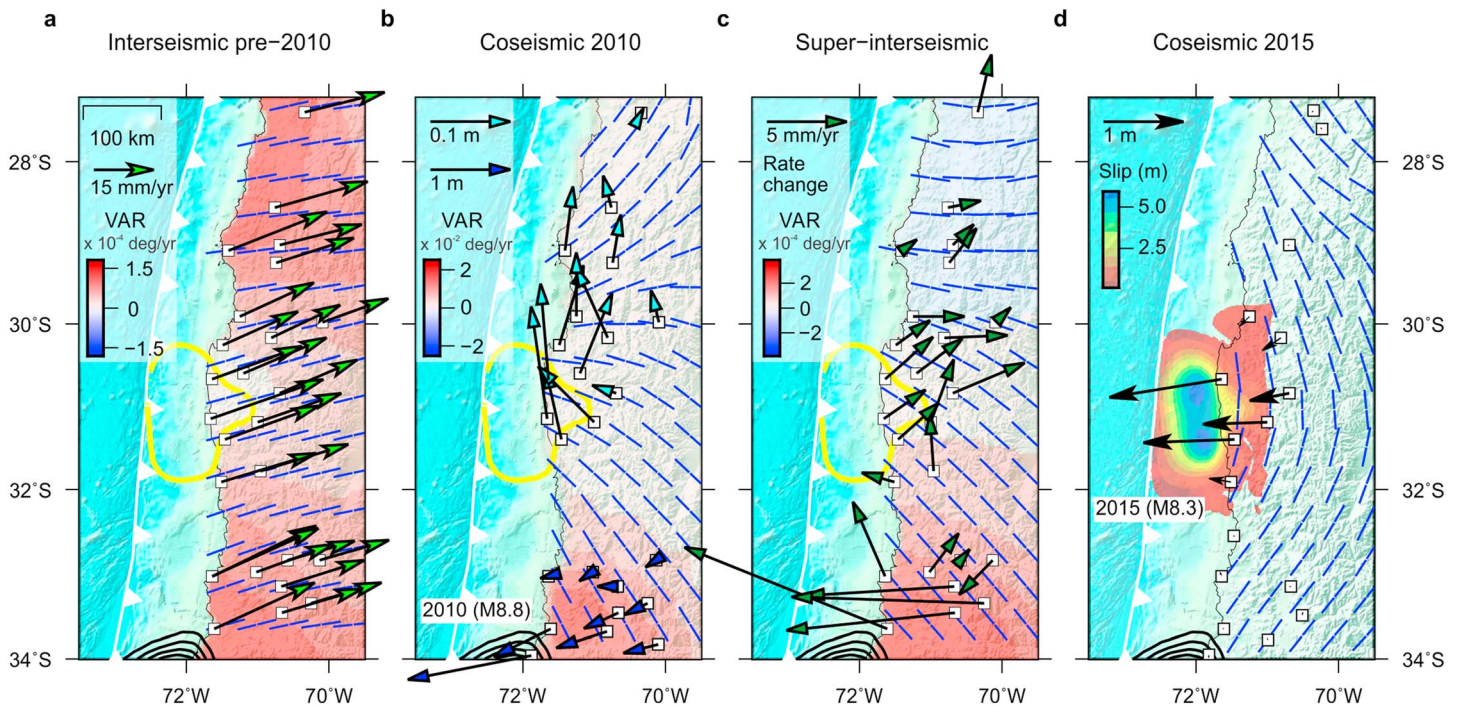 a
b
c
d
Interseismic pre−2010
Coseismic 2010
Super−interseismic
Coseismic 2015
100 km
15 mm/yr
VAR
x 10⁻⁴ deg/yr
1.5
0
−1.5
0.1 m
1 m
VAR
x 10⁻² deg/yr
2
0
−2
2010 (M8.8)
5 mm/yr
Rate
change
VAR
x 10⁻⁴ deg/yr
2
0
−2
1 m
Slip (m)
5.0
2.5
2015 (M8.3)
28˚S
30˚S
32˚S
34˚S
28˚S
30˚S
32˚S
34˚S
72˚W
70˚W
72˚W
70˚W
72˚W
70˚W
72˚W
70˚W